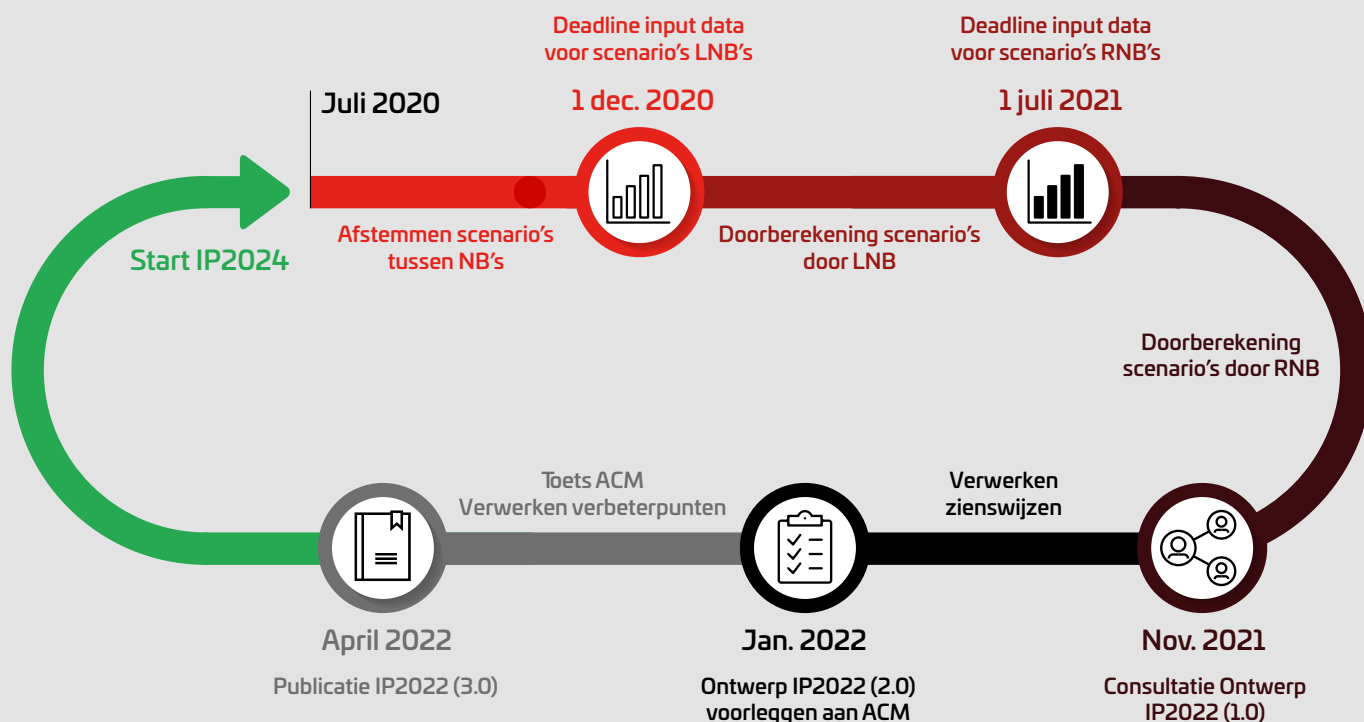 Deadline input data
voor scenario's LNB's
Deadline input data
voor scenario's RNB's
Juli 2020
1 dec. 2020
1 juli 2021
Start IP2024
Afstemmen scenario's
tussen NB's
Doorberekening scenario's
door LNB
Doorberekening
scenario's door RNB
Toets ACM
Verwerken verbeterpunten
Verwerken
zienswijzen
April 2022
Jan. 2022
Nov. 2021
Publicatie IP2022 (3.0)
Ontwerp IP2022 (2.0)
voorleggen aan ACM
Consultatie Ontwerp
IP2022 (1.0)